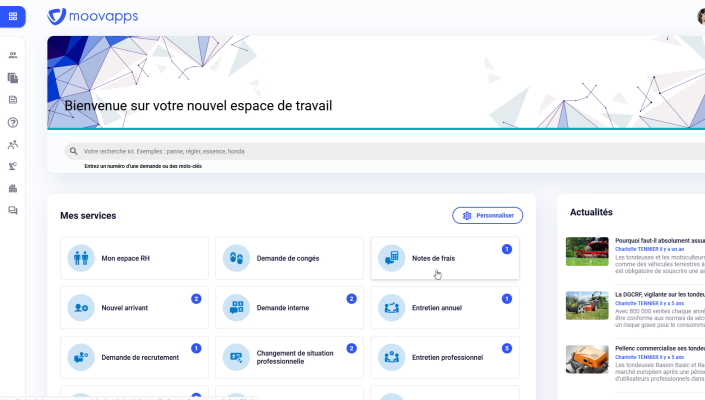 moovapps
Bienvenue sur votre nouvel espace de travail
Votre recherche ici. Exemples : panne, régler, essence, honda
Entrez un numéro d'une demande ou des mots-clés
Mes services
Personnaliser
Mon espace RH
Demande de congés
Notes de frais
1
Nouvel arrivant
2
Demande interne
2
Entretien annuel
1
Demande de recrutement
1
Changement de situation
professionnelle
2
Entretien professionnel
5
Actualités
Pourquoi faut-il absolument assu
Charlotte TENNIER il y a un an
Les tondeuses et les motoculteurs
comme des véhicules terrestres à
est obligatoire de souscrire une as
La DGCRF, vigilante sur les tondeu
Charlotte TENNIER il y a 5 ans
Avec 800 000 ventes chaque anné
être conforme aux normes de séc
un risque grave pour le consomma
Pellenc commercialise ses tondeu
Charlotte TENNIER il y a 5 ans
Les tondeuses Rasion Basic et Ra
marché européen après une pério
d'utilisateurs professionnels dans